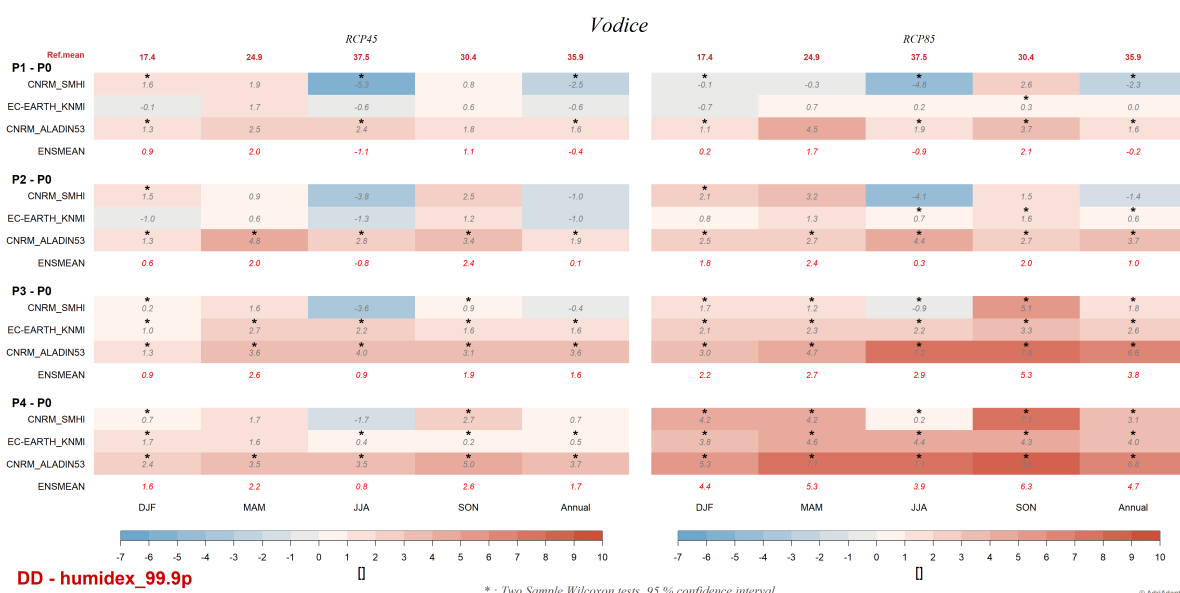 Vodice
RCP45 RCP85
Ref.mean 17.4 24.9 37.5 30.4 35.9 17.4 24.9 37.5 30.4 35.9
P1 - P0
CNRM_SMHI * 1.6 1.9 * -5.3 0.8 * -2.5 * -0.1 -0.3 * -4.8 2.6 * -2.3
EC-EARTH_KNMI -0.1 1.7 -0.6 0.6 -0.6 -0.7 0.7 0.2 * 0.3 0.0
CNRM_ALADIN53 * 1.3 2.5 * 2.4 1.8 * 1.6 * 1.1 4.5 * 1.9 * 3.7 * 1.6
ENSMEAN 0.9 2.0 -1.1 1.1 -0.4 0.2 1.7 -0.9 2.1 -0.2
P2 - P0
CNRM_SMHI * 1.5 0.9 -3.8 2.5 -1.0 * 2.1 3.2 -4.1 1.5 -1.4
EC-EARTH_KNMI -1.0 0.6 -1.3 1.2 -1.0 0.8 1.3 * 0.7 * 1.6 * 0.6
CNRM_ALADIN53 * 1.3 * 4.8 * 2.8 * 3.4 * 1.9 * 2.5 * 2.7 * 4.4 * 2.7 * 3.7
ENSMEAN 0.6 2.0 -0.8 2.4 0.1 1.8 2.4 0.3 2.0 1.0
P3 - P0
CNRM_SMHI * 0.2 1.6 -3.6 * 0.9 -0.4 * 1.7 * 1.2 * -0.9 * 5.1 * 1.8
EC-EARTH_KNMI * 1.0 * 2.7 * 2.2 * 1.6 * 1.6 * 2.1 * 2.3 * 2.2 * 3.3 * 2.6
CNRM_ALADIN53 * 1.3 * 3.6 * 4.0 * 3.1 * 3.6 * 3.0 * 4.7 * * * 6.8
ENSMEAN 0.9 2.6 0.9 1.9 1.6 2.2 2.7 2.9 5.3 3.8
P4 - P0
CNRM_SMHI * 0.7 1.7 -1.7 * 2.7 0.7 * 4.2 * 4.2 * 0.2 * * 3.1
EC-EARTH_KNMI * 1.7 1.6 * 0.4 * 0.2 * 0.5 * 3.8 * 4.6 * 4.4 * 4.3 * 4.0
CNRM_ALADIN53 * 2.4 * 3.5 * 3.5 * 5.0 * 3.7 * 5.3 * * 7.1 * * 6.8
ENSMEAN 1.6 2.2 0.8 2.6 1.7 4.4 5.3 3.9 6.3 4.7
DJF MAM JJA SON Annual DJF MAM JJA SON Annual
-7 -6 -5 -4 -3 -2 -1 0 1 2 3 4 5 6 7 8 9 10 -7 -6 -5 -4 -3 -2 -1 0 1 2 3 4 5 6 7 8 9 10
[] []
DD - humidex_99.9p
* : Two Sample Wilcoxon tests, 95 % confidence interval